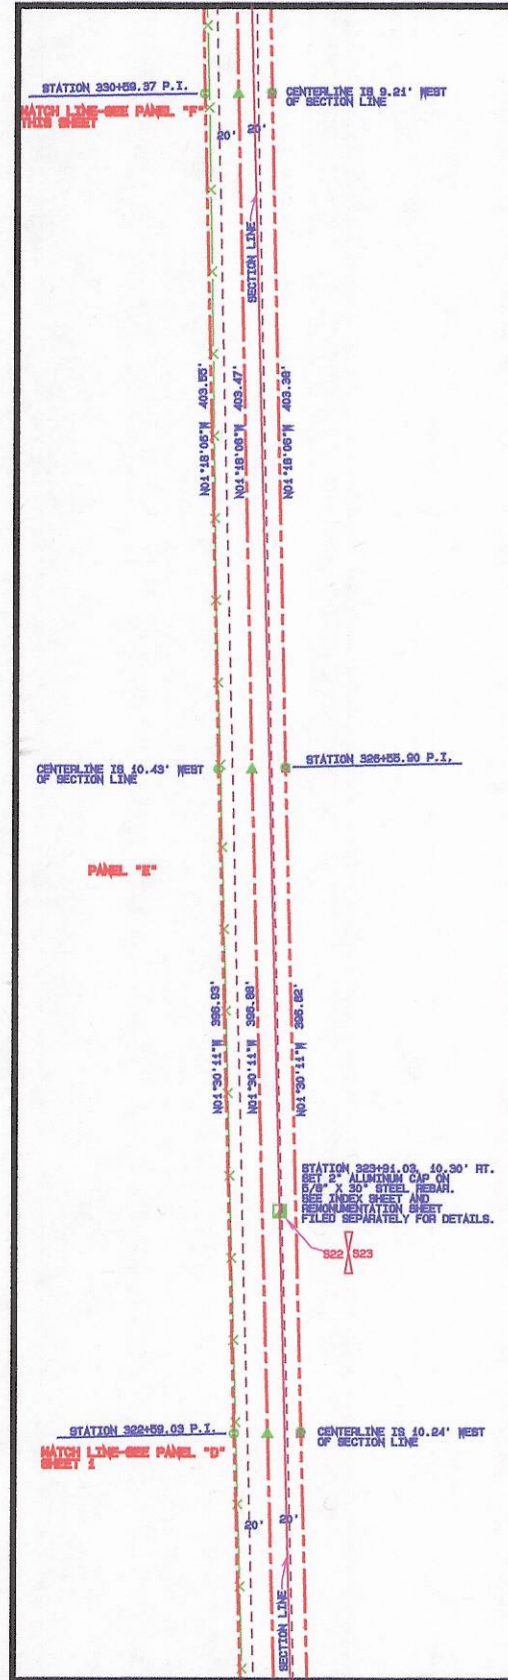 STATION 330+59.37 P.I.
CENTERLINE IS 9.21' WEST
OF SECTION LINE
MATCH LINE-SEE PANEL "F"
THIS SHEET
20' 20'
SECTION LINE
N01°18'06"W 403.55'
N01°18'06"W 403.47'
N01°18'06"W 403.39'
CENTERLINE IS 10.43' WEST
OF SECTION LINE
STATION 326+55.90 P.I.
PANEL "E"
N01°30'11"W 396.93'
N01°30'11"W 396.88'
N01°30'11"W 396.82'
STATION 323+91.03, 10.30' RT.
SET 2" ALUMINUM CAP ON
5/8" X 30" STEEL REBAR.
SEE INDEX SHEET AND
REMONUMENTATION SHEET
FILED SEPARATELY FOR DETAILS.
S22 S23
STATION 322+59.03 P.I.
CENTERLINE IS 10.24' WEST
OF SECTION LINE
MATCH LINE-SEE PANEL "D"
SHEET 1
20' 20'
SECTION LINE